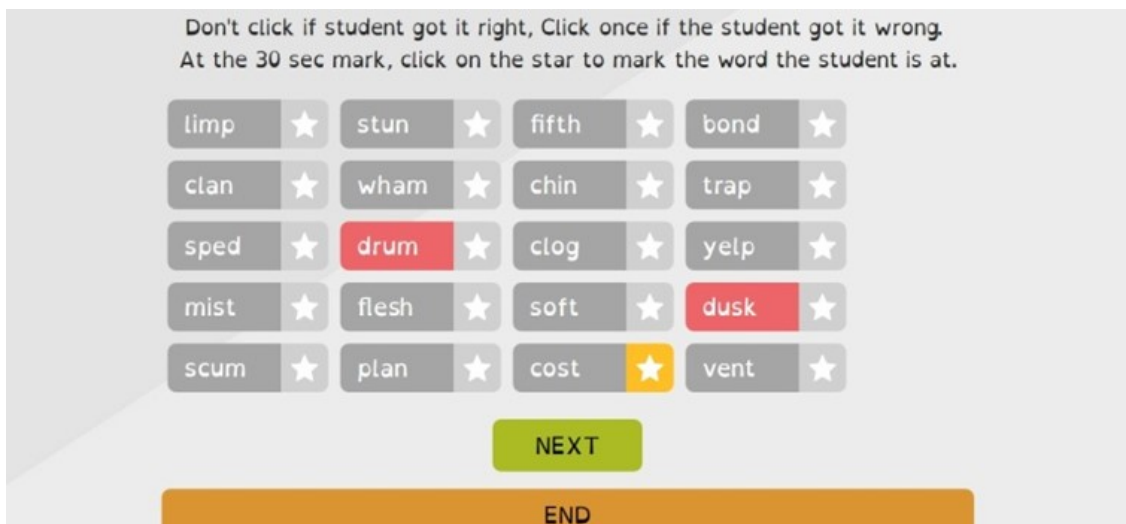 Don't click if student got it right, Click once if the student got it wrong.
At the 30 sec mark, click on the star to mark the word the student is at.
limp stun fifth bond
clan wham chin trap
sped drum clog yelp
mist flesh soft dusk
scum plan cost vent
NEXT
END